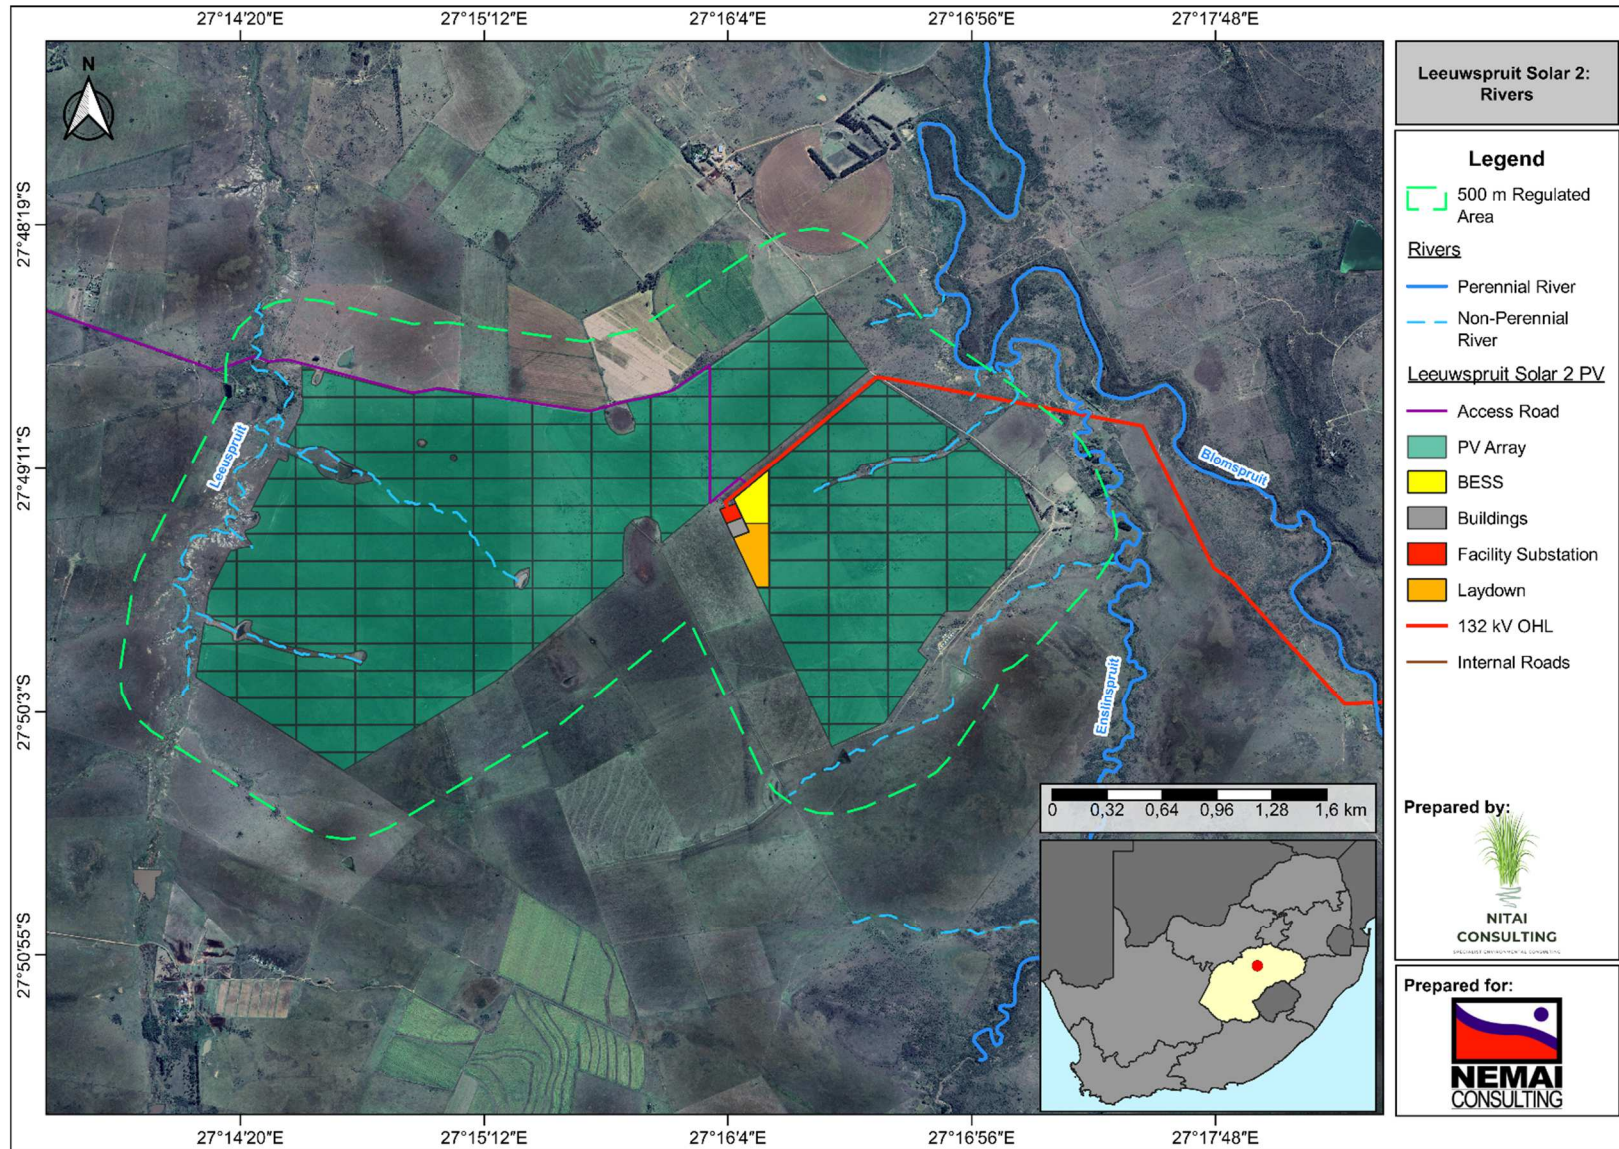 27°14′20″E 27°15′12″E 27°16′4″E 27°16′56″E 27°17′48″E
Leeuwspruit Solar 2:
Rivers
N
27°48′19″S
27°49′11″S
27°50′3″S
27°50′55″S
Leeuspruit
Blomspruit
Enslinspruit
0 0,32 0,64 0,96 1,28 1,6 km
27°14′20″E 27°15′12″E 27°16′4″E 27°16′56″E 27°17′48″E
Legend
500 m Regulated
Area
Rivers
Perennial River
Non-Perennial
River
Leeuwspruit Solar 2 PV
Access Road
PV Array
BESS
Buildings
Facility Substation
Laydown
132 kV OHL
Internal Roads
Prepared by:
NITAI
CONSULTING
SPECIALIST ENVIRONMENTAL CONSULTING
Prepared for:
NEMAI
CONSULTING